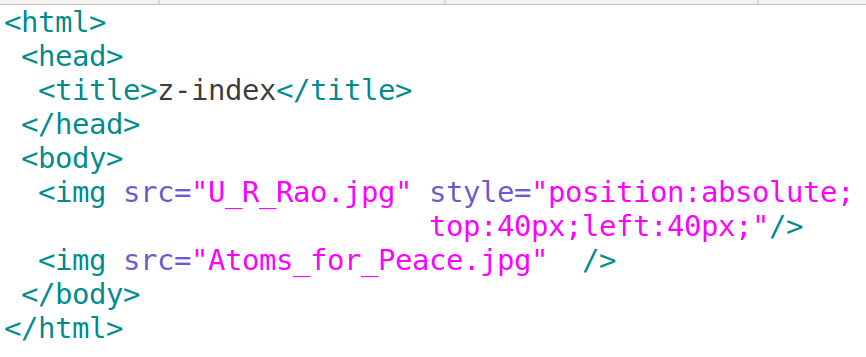 <html>
 <head>
  <title>z-index</title>
 </head>
 <body>
  <img src="U_R_Rao.jpg" style="position:absolute;
                         top:40px;left:40px;"/>
  <img src="Atoms_for_Peace.jpg"  />
 </body>
</html>